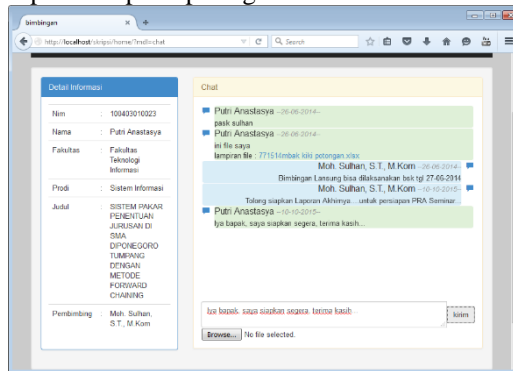 bimbingan
http://localhost/skripsi/home/?mdl=chat
Search
Detail Informasi
Nim : 100403010023
Nama : Putri Anastasya
Fakultas : Fakultas
Teknologi
Informasi
Prodi : Sistem Informasi
Judul : SISTEM PAKAR
PENENTUAN
JURUSAN DI
SMA
DIPONEGORO
TUMPANG
DENGAN
METODE
FORWARD
CHAINING
Pembimbing : Moh. Sulhan,
S.T., M.Kom
Chat
Putri Anastasya -26-06-2014-
pask sulhan
Putri Anastasya -26-06-2014-
ini file saya
lampiran file : 771514mbak kiki potongan.xlsx
Moh. Sulhan, S.T., M.Kom -26-06-2014-
Bimbingan Lansung bisa dilaksanakan bsk tgl 27-06-2014
Moh. Sulhan, S.T., M.Kom -10-10-2015-
Tolong siapkan Laporan Akhirnya... untuk persiapan PRA Seminar...
Putri Anastasya -10-10-2015-
Iya bapak, saya siapkan segera, terima kasih...
Iya bapak, saya siapkan segera, terima kasih...
kirim
Browse... No file selected.